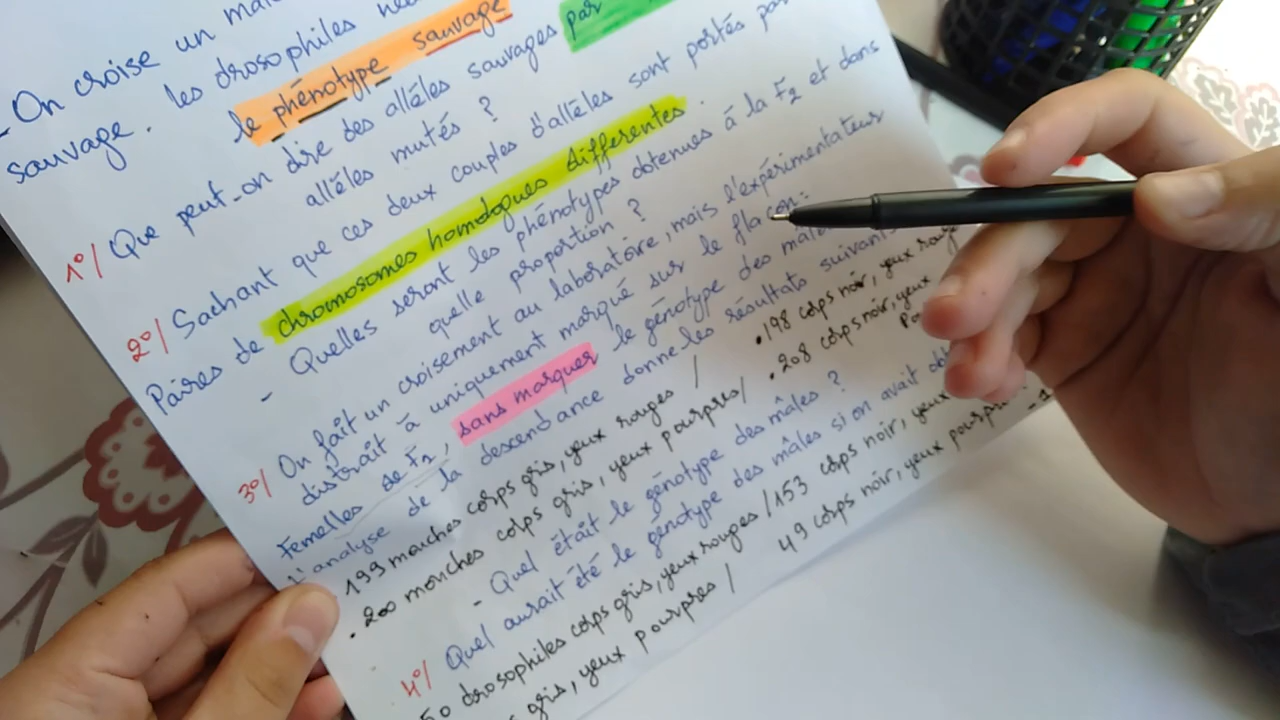 - On croise un
sauvage. les drosophiles
le phénotype sauvage
1°/ Que peut-on dire des allèles sauvages par
allèles mutés ?
2°/ Sachant que ces deux couples d'allèles sont portés par
Paires de chromosomes homologues différentes.
- Quelles seront les phénotypes obtenues à la F2 et dans
quelle proportion ?
3°/ On fait un croisement au laboratoire, mais l'expérimentateur
distrait à uniquement marqué sur le flacon:
Femelles de F2, sans marquer le génotype des
l'analyse de la descendance donne les résultats
199 mouches corps gris, yeux rouges / • 198 corps noir, yeux
• 200 mouches corps gris, yeux pourpres / • 208 corps noir, yeux
- Quel était le génotype des mâles ?
4°/ Quel aurait été le génotype des mâles si on avait
50 drosophiles corps gris, yeux rouges / 153 corps noir, yeux
gris, yeux pourpres / 49 corps noir, yeux